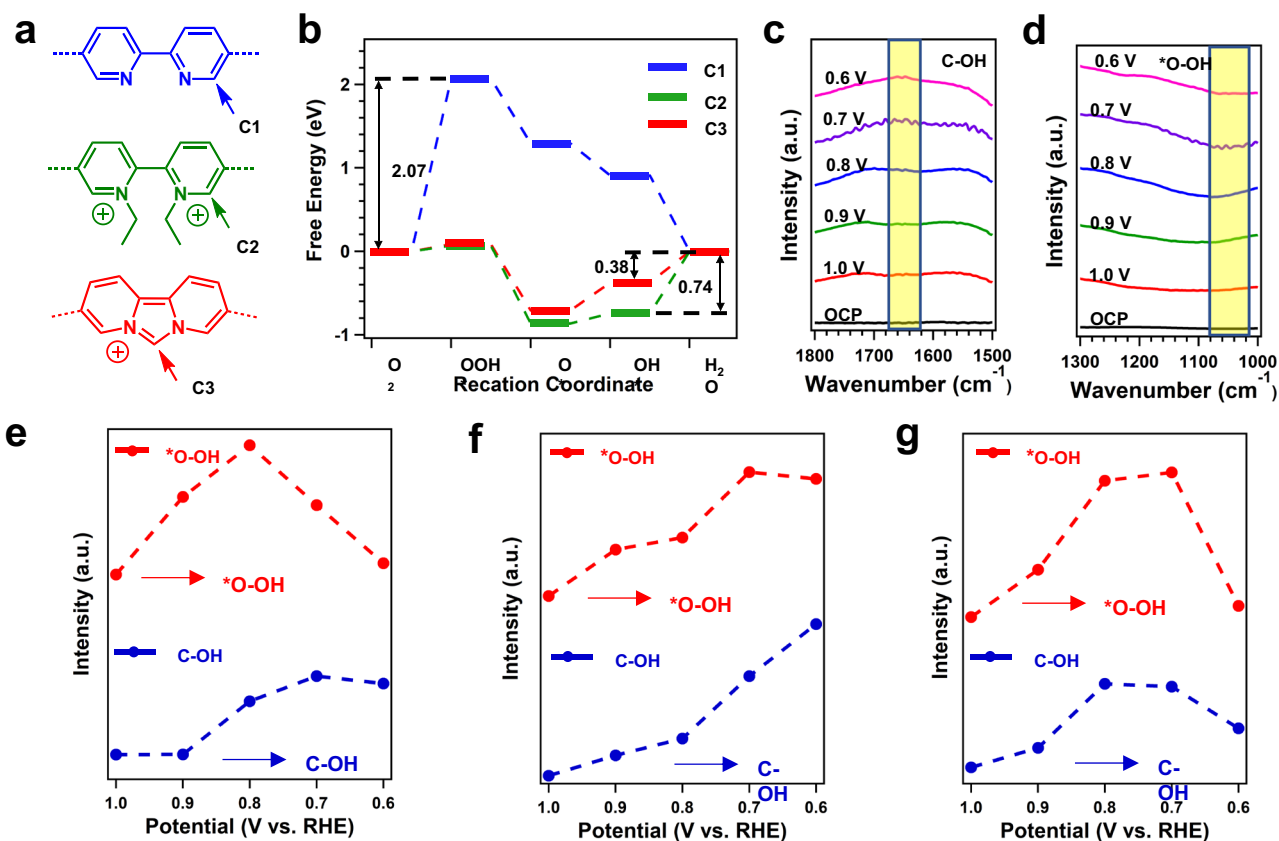 a
N
N
C1
N
N
⊕
⊕
C2
N
N
⊕
C3
b
Free Energy (eV)
2
1
0
-1
C1
C2
C3
2.07
0.38
0.74
O
2
OOH
O
OH
H2
O
Recation Coordinate
c
Intensity (a.u.)
C-OH
0.6 V
0.7 V
0.8 V
0.9 V
1.0 V
OCP
1800 1600 1600 1500
Wavenumber (cm-1)
d
Intensity (a.u.)
0.6 V
*O-OH
0.7 V
0.8 V
0.9 V
1.0 V
OCP
1300 1200 1100 1000
Wavenumber (cm-1)
e
Intensity (a.u.)
*O-OH
*O-OH
C-OH
C-OH
1.0 0.9 0.8 0.7 0.6
Potential (V vs. RHE)
f
Intensity (a.u.)
*O-OH
*O-OH
C-OH
C-
OH
1.0 0.9 0.8 0.7 0.6
Potential (V vs. RHE)
g
Intensity (a.u.)
*O-OH
*O-OH
C-OH
C-
OH
1.0 0.9 0.8 0.7 0.6
Potential (V vs. RHE)